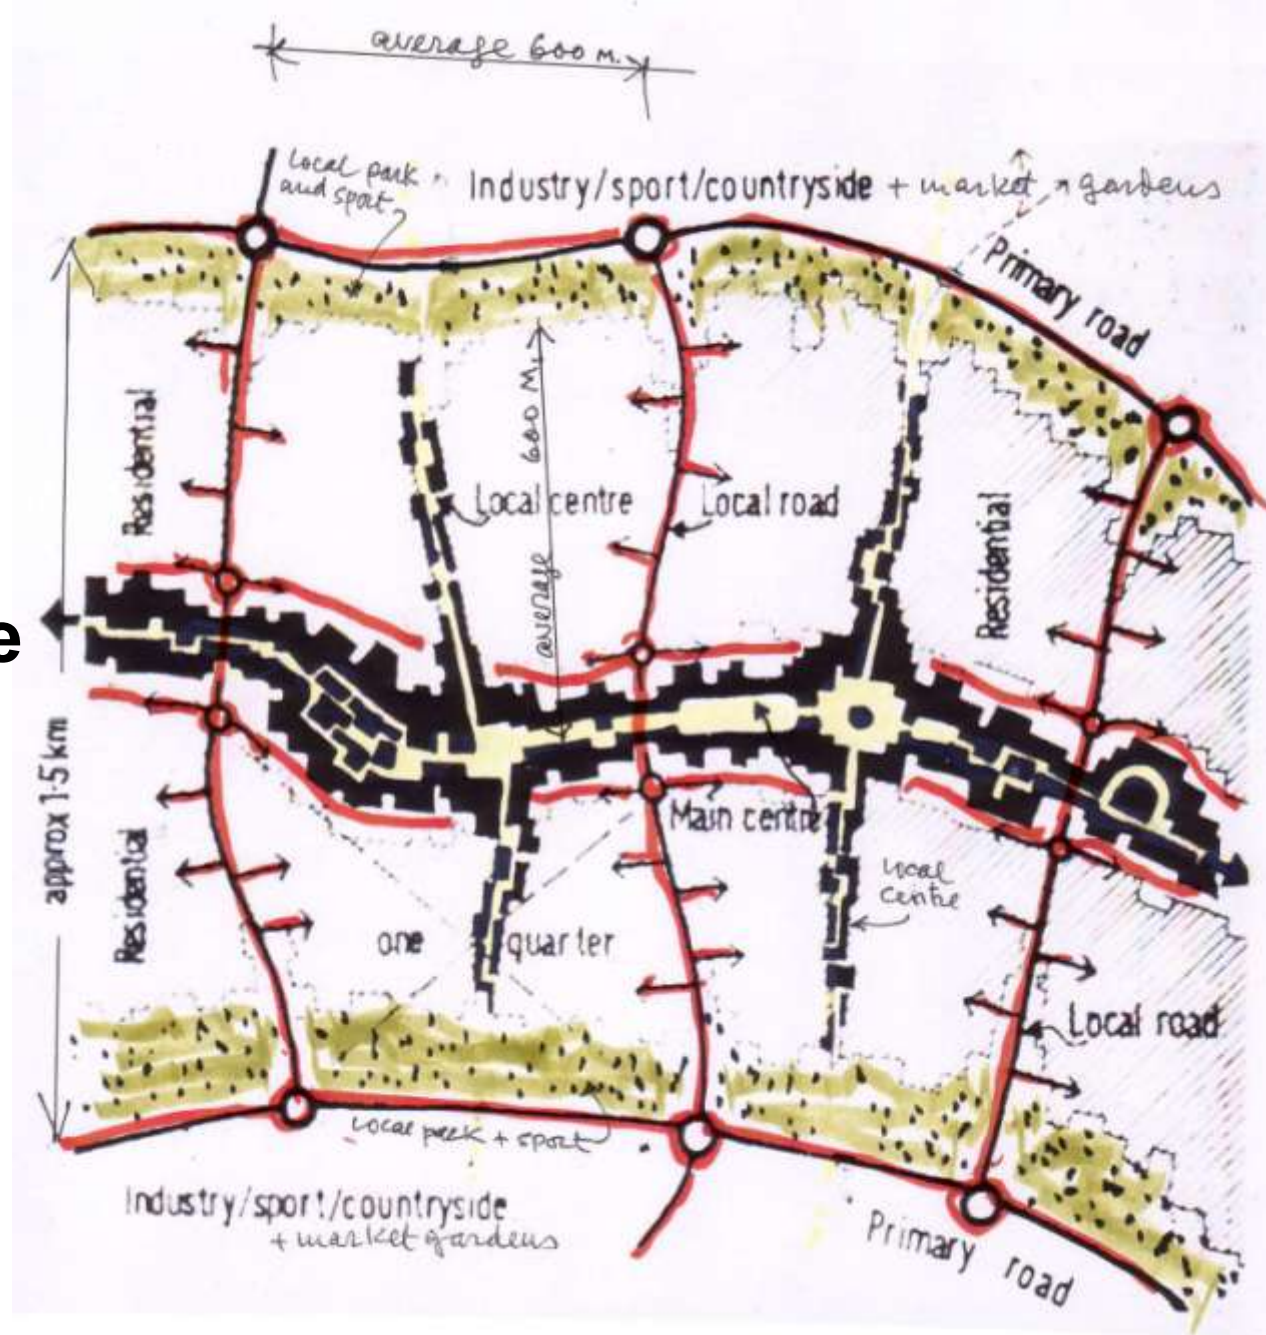 average 600 M.
Local park
and sport
Industry/sport/countryside + market gardens
Primary road
Residential
average 600 M.
Local centre
Local road
Residential
e
approx 1·5 km
Main centre
Local
centre
Residential
one quarter
Local road
Local park + sport
Industry/sport/countryside
+ market gardens
Primary road